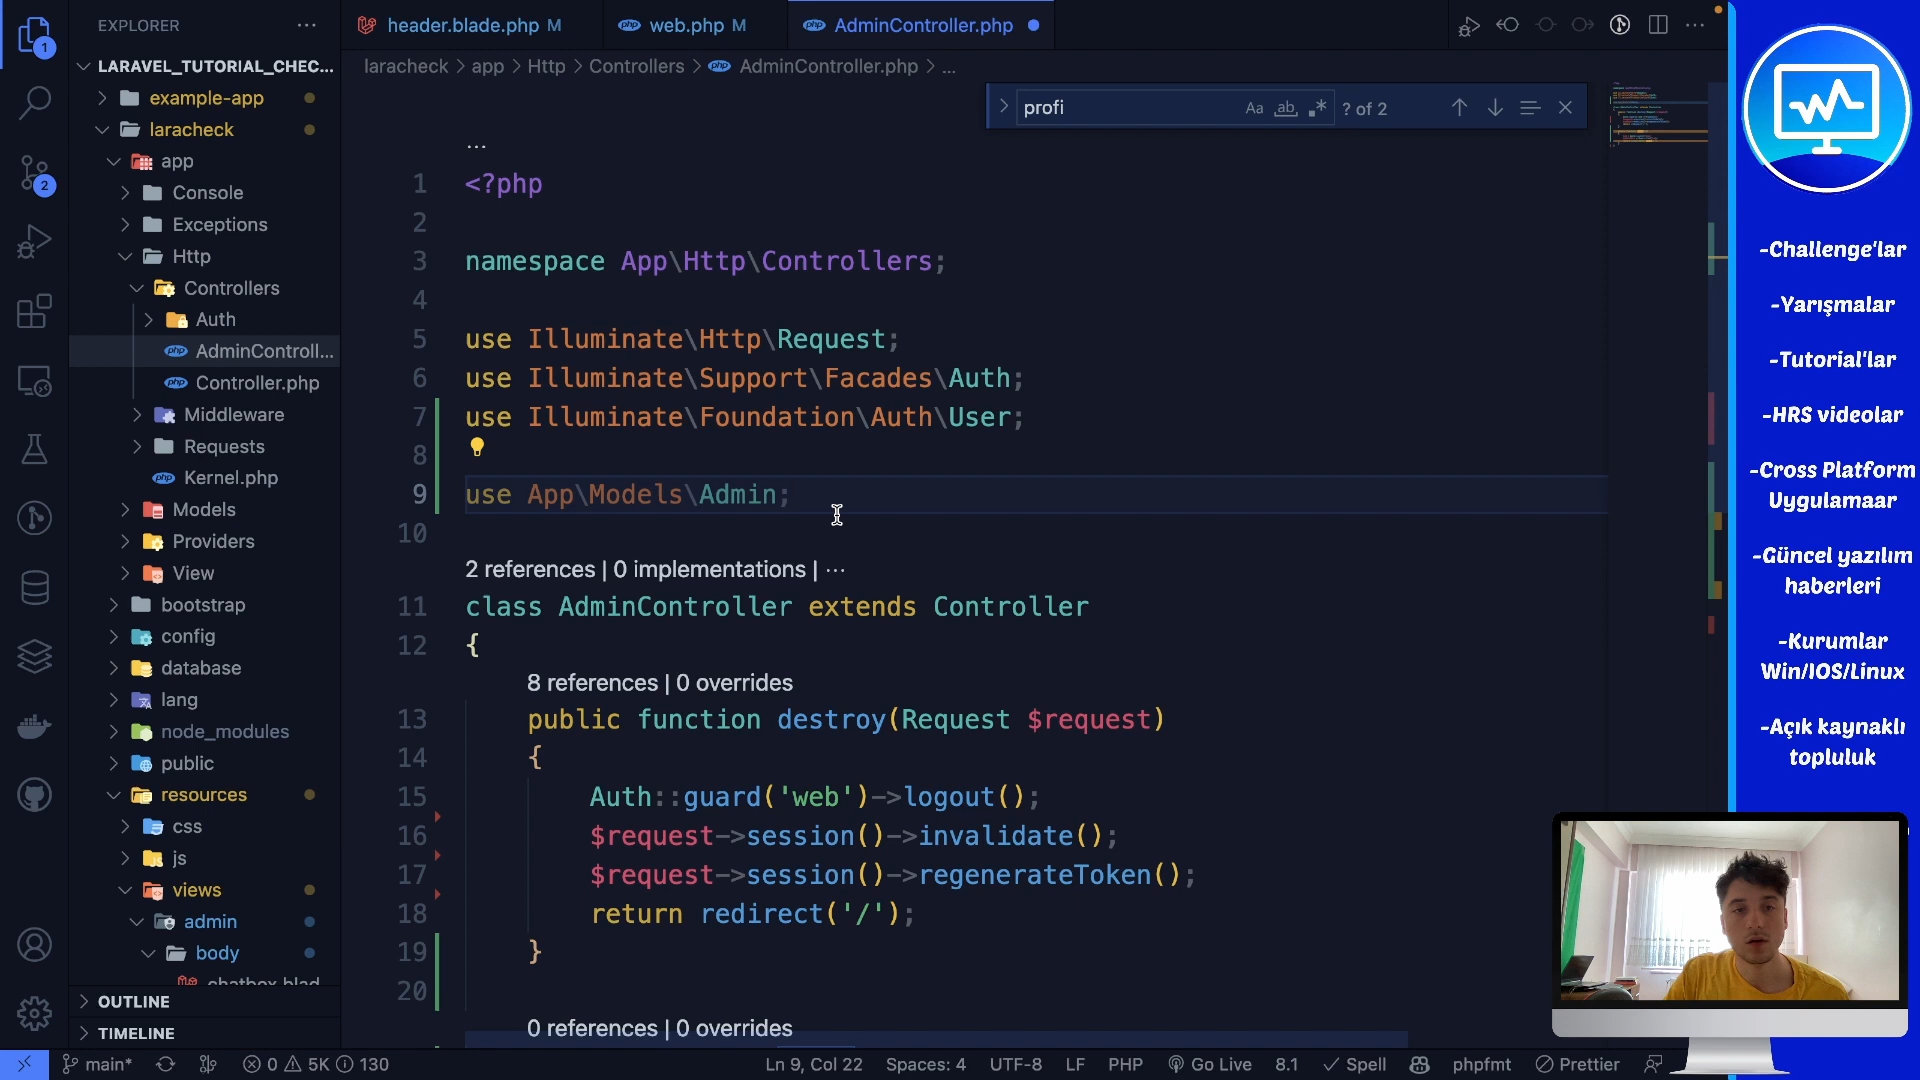 EXPLORER
LARAVEL_TUTORIAL_CHEC...
example-app
laracheck
app
Console
Exceptions
Http
Controllers
Auth
AdminControll...
Controller.php
Middleware
Requests
Kernel.php
Models
Providers
View
bootstrap
config
database
lang
node_modules
public
resources
css
js
views
admin
body
chatbox.blad
OUTLINE
TIMELINE
1
2
header.blade.php M
web.php M
AdminController.php
laracheck > app > Http > Controllers > AdminController.php > ...
profi
Aa ab ? of 2
...
1 <?php
2
3 namespace App\Http\Controllers;
4
5 use Illuminate\Http\Request;
6 use Illuminate\Support\Facades\Auth;
7 use Illuminate\Foundation\Auth\User;
8
9 use App\Models\Admin;
10
2 references | 0 implementations | ...
11 class AdminController extends Controller
12 {
8 references | 0 overrides
13 public function destroy(Request $request)
14 {
15 Auth::guard('web')->logout();
16 $request->session()->invalidate();
17 $request->session()->regenerateToken();
18 return redirect('/');
19 }
20
0 references | 0 overrides
main* 0 5K 130
Ln 9, Col 22 Spaces: 4 UTF-8 LF PHP Go Live 8.1 Spell phpfmt Prettier
-Challenge'lar
-Yarışmalar
-Tutorial'lar
-HRS videolar
-Cross Platform
Uygulamaar
-Güncel yazılım
haberleri
-Kurumlar
Win/IOS/Linux
-Açık kaynaklı
topluluk